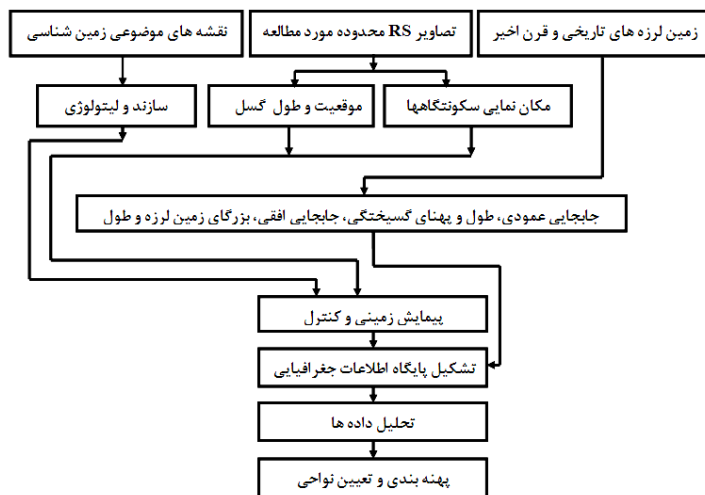 زمین لرزه های تاریخی و قرن اخیر
تصاویر RS محدوده مورد مطالعه
نقشه های موضوعی زمین شناسی
مکان نمایی سکونتگاهها
موقعیت و طول گسل
سازند و لیتولوژی
جابجایی عمودی، طول و پهنای گسیختگی، جابجایی افقی، بزرگای زمین لرزه و طول
پیمایش زمینی و کنترل
تشکیل پایگاه اطلاعات جغرافیایی
تحلیل داده ها
پهنه بندی و تعیین نواحی